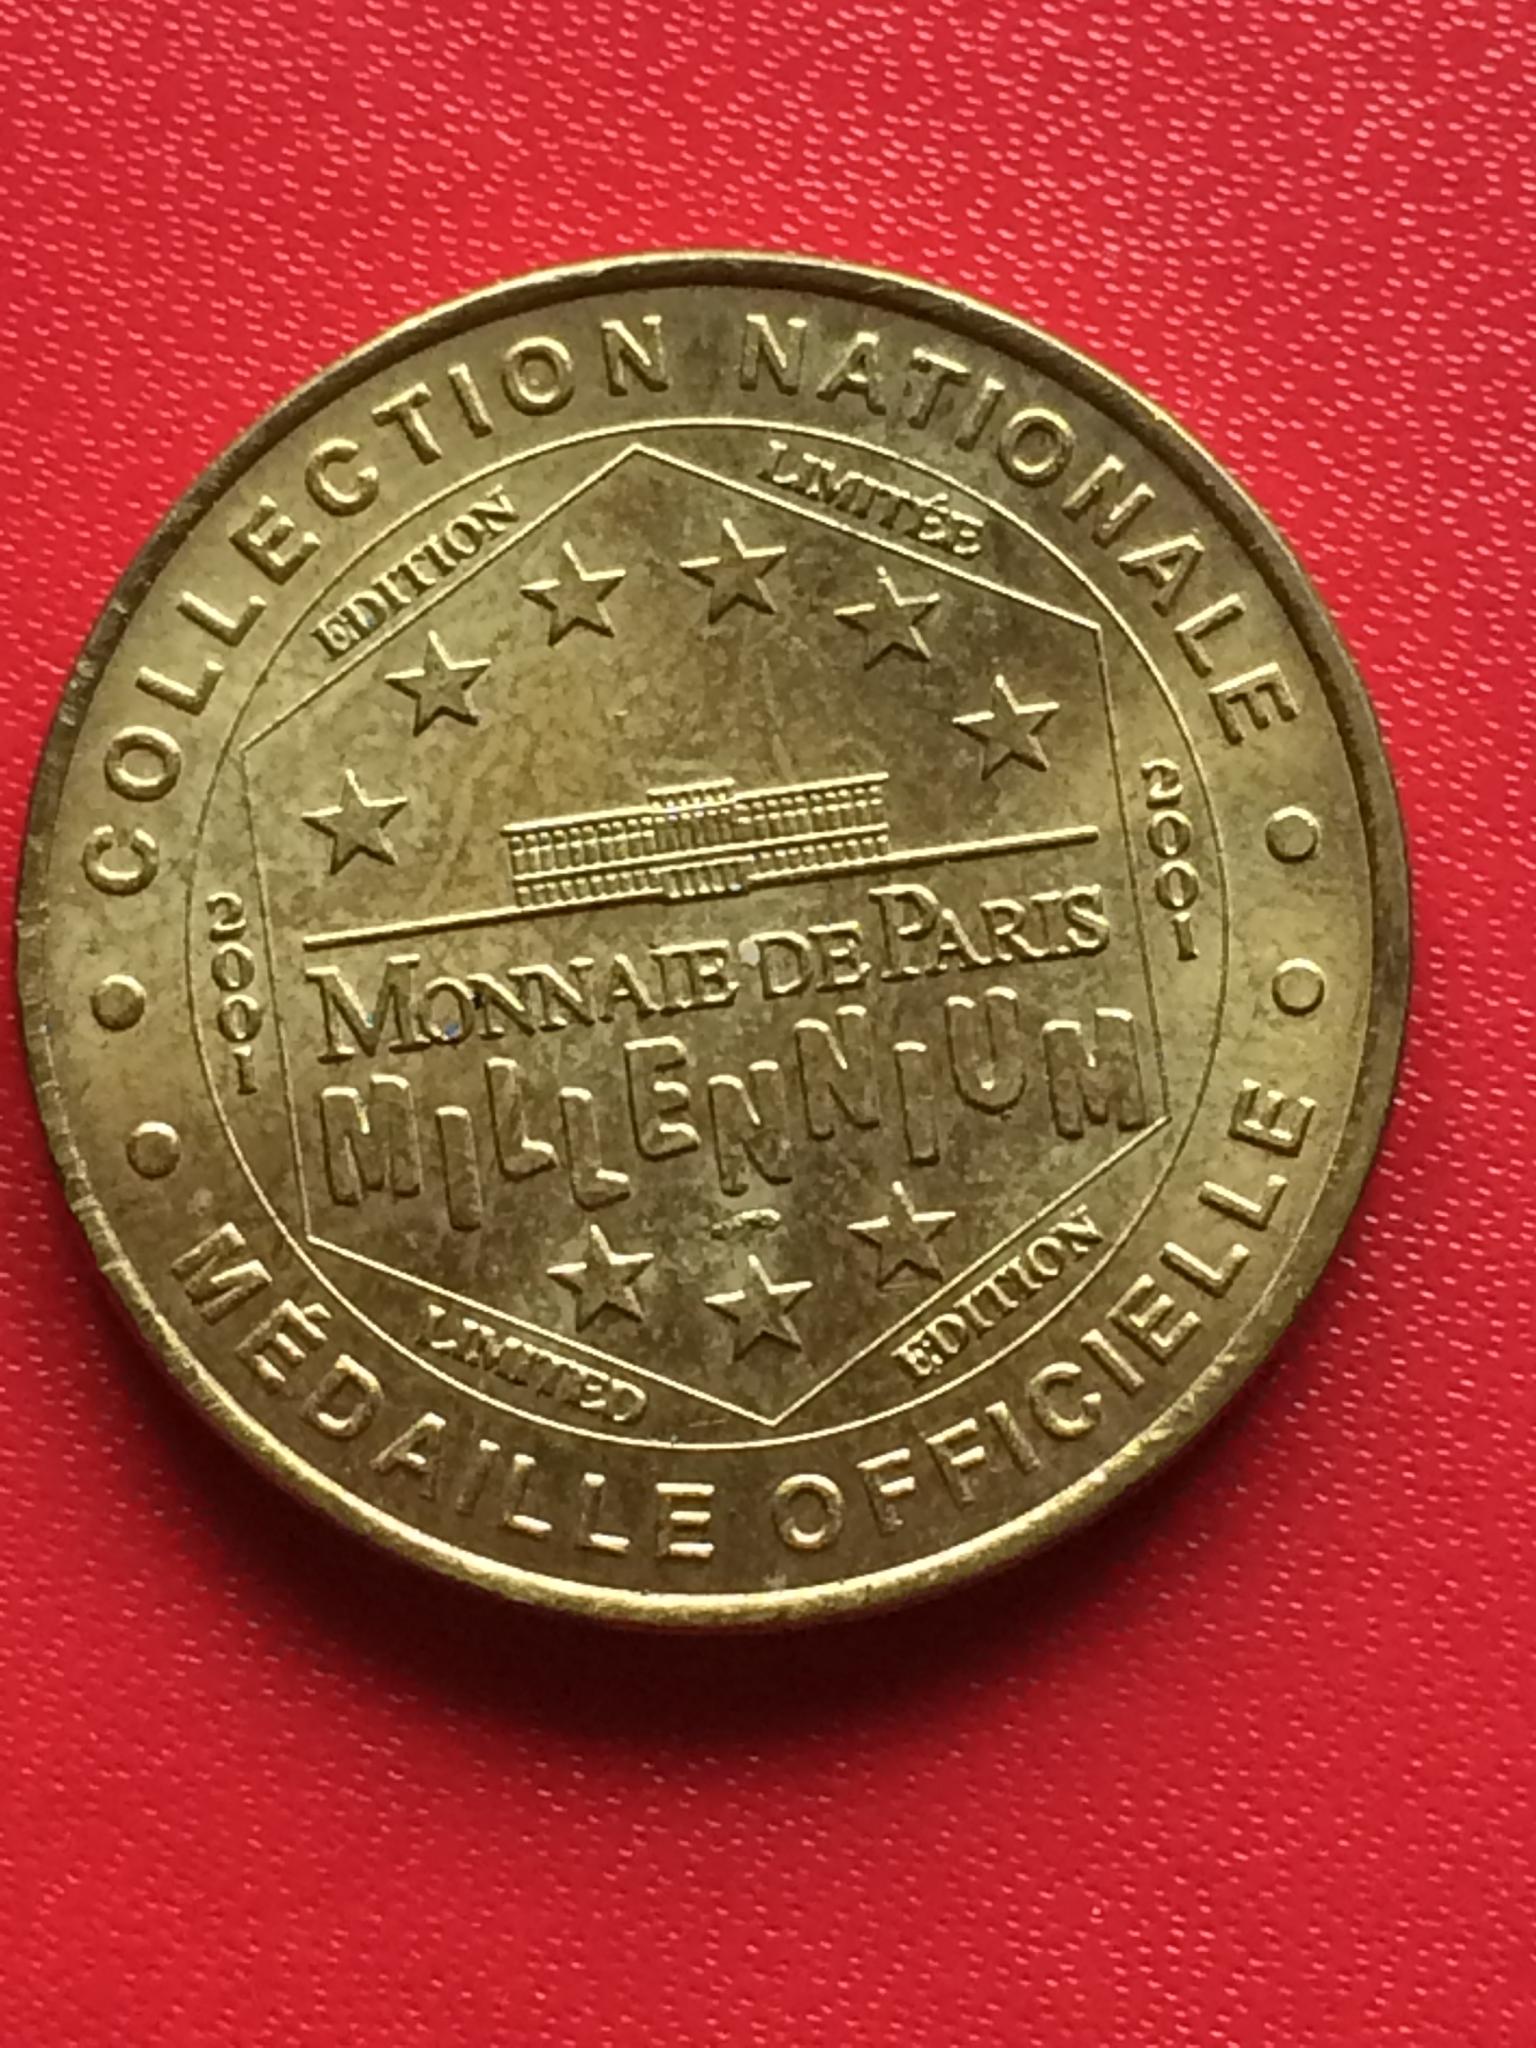 COLLECTION NATIONALE
EDITION
LIMITÉE
2001
2001
MONNAIE DE PARIS
MILLENNIUM
LIMITED
EDITION
MÉDAILLE OFFICIELLE